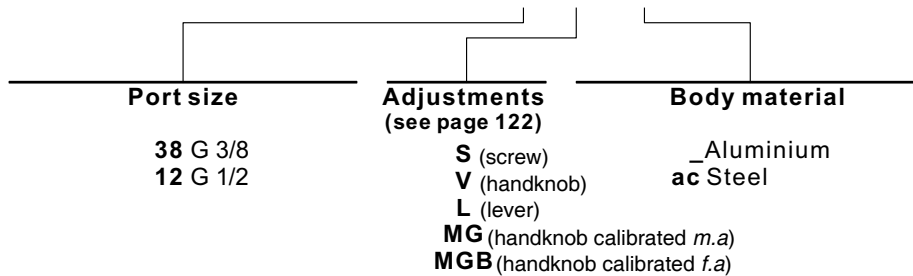 Port size
38 G 3/8
12 G 1/2
Adjustments
(see page 122)
S (screw)
V (handknob)
L (lever)
MG (handknob calibrated m.a)
MGB (handknob calibrated f.a)
Body material
_Aluminium
ac Steel